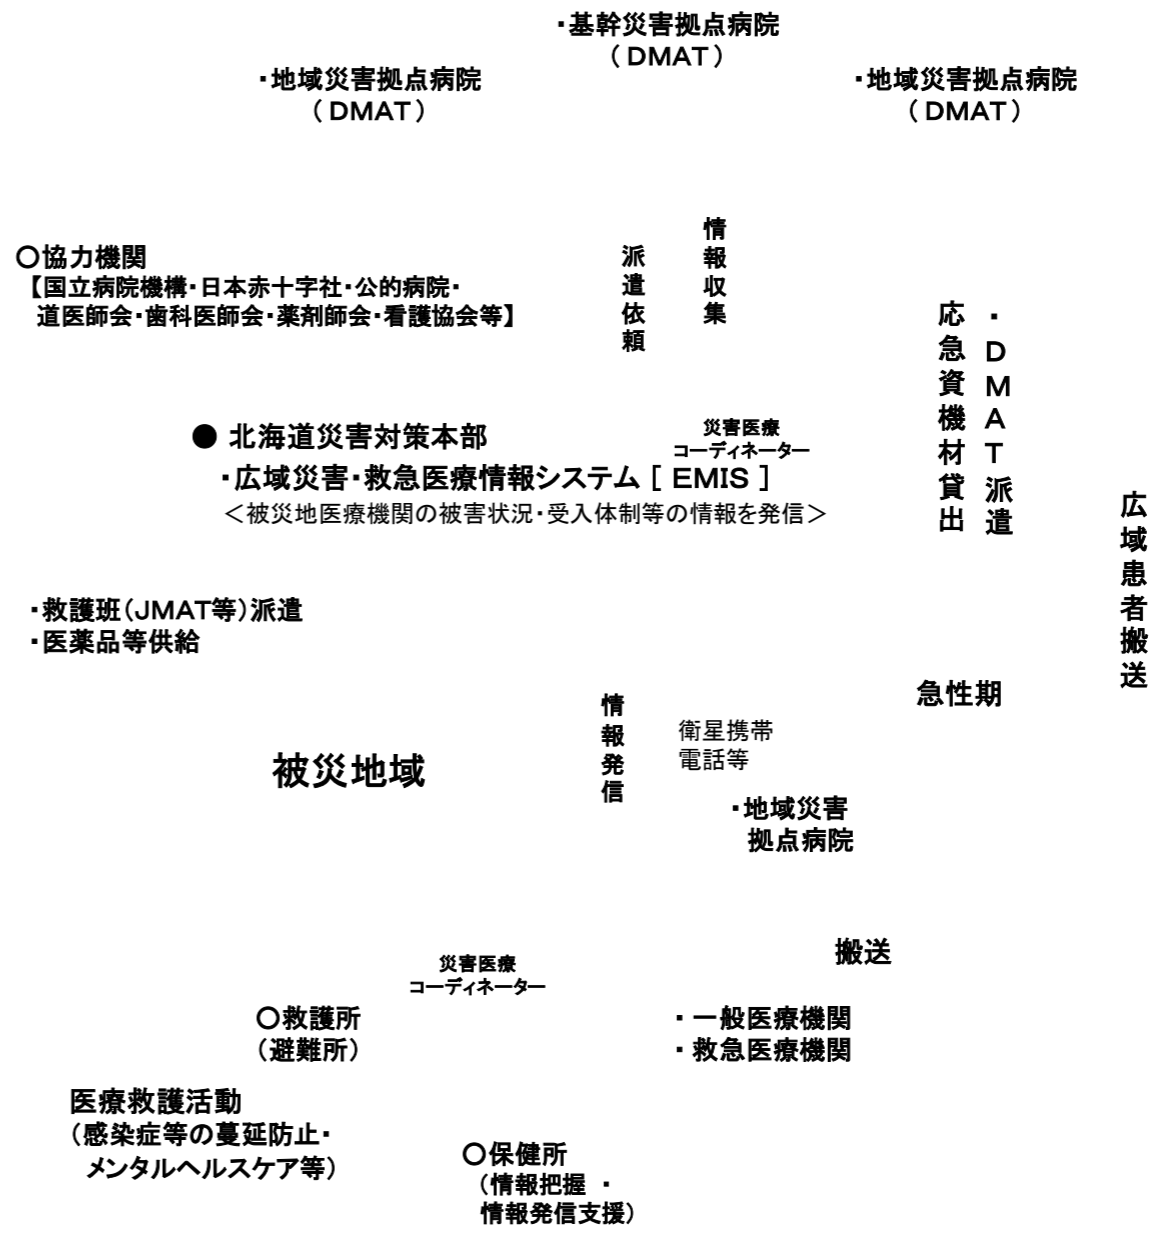 ・基幹災害拠点病院
（DMAT）
・地域災害拠点病院
（DMAT）
・地域災害拠点病院
（DMAT）
○協力機関
【国立病院機構・日本赤十字社・公的病院・
道医師会・歯科医師会・薬剤師会・看護協会等】
派遣依頼
情報収集
・DMAT派遣
応急資機材貸出
広域患者搬送
● 北海道災害対策本部
災害医療
コーディネーター
・広域災害・救急医療情報システム［ EMIS ］
＜被災地医療機関の被害状況・受入体制等の情報を発信＞
・救護班（JMAT等）派遣
・医薬品等供給
急性期
被災地域
情報発信
衛星携帯
電話等
・地域災害
拠点病院
搬送
災害医療
コーディネーター
○救護所
（避難所）
・一般医療機関
・救急医療機関
医療救護活動
（感染症等の蔓延防止・
メンタルヘルスケア等）
○保健所
（情報把握 ・
情報発信支援）